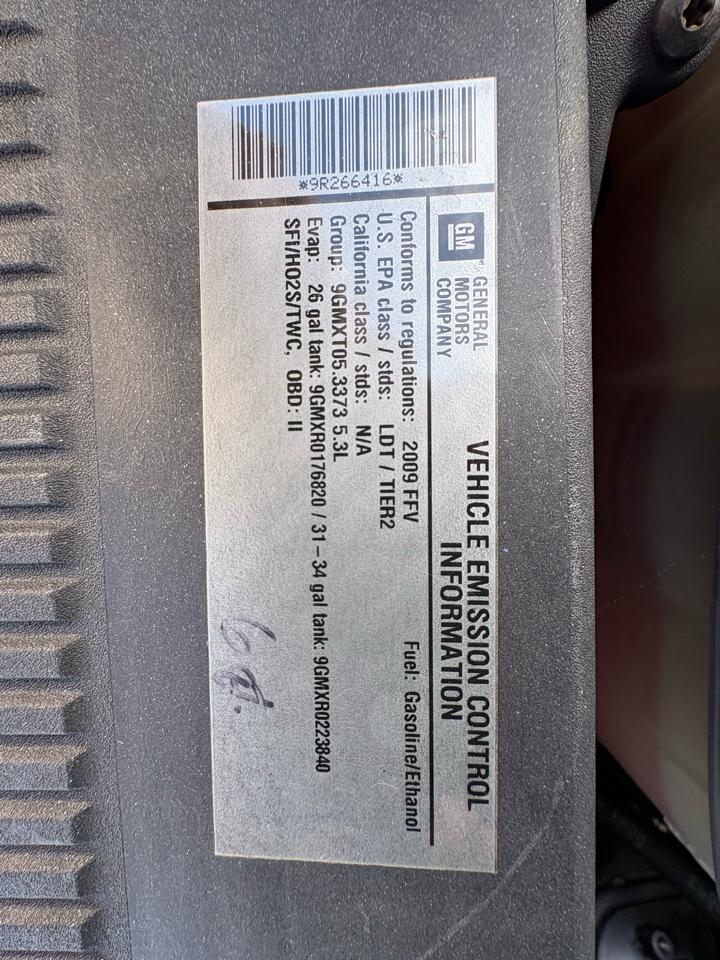 *9R266416*
GM
GENERAL
MOTORS
COMPANY
VEHICLE EMISSION CONTROL
INFORMATION
Conforms to regulations: 2009 FFV Fuel: Gasoline/Ethanol
U.S. EPA class / stds: LDT / TIER2
California class / stds: N/A
Group: 9GMXT05.3373 5.3L
Evap: 26 gal tank: 9GMXR0176820 / 31 – 34 gal tank: 9GMXR0223840
SFI/HO2S/TWC, OBD: II